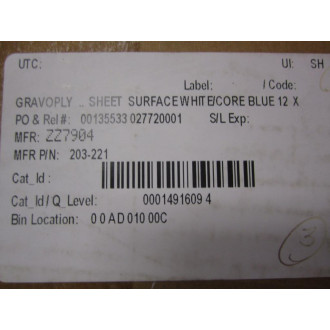 UTC: UI: SH
Label: / Code:
GRAVOPLY _ SHEET SURFACE WHITE/CORE BLUE 12 X
PO & Rel #: 00135533 027720001 S/L Exp:
MFR: ZZ7904
MFR P/N: 203-221
Cat_Id :
Cat_Id / Q_Level: 0001491609 4
Bin Location: 0 0 AD 010 00C
3